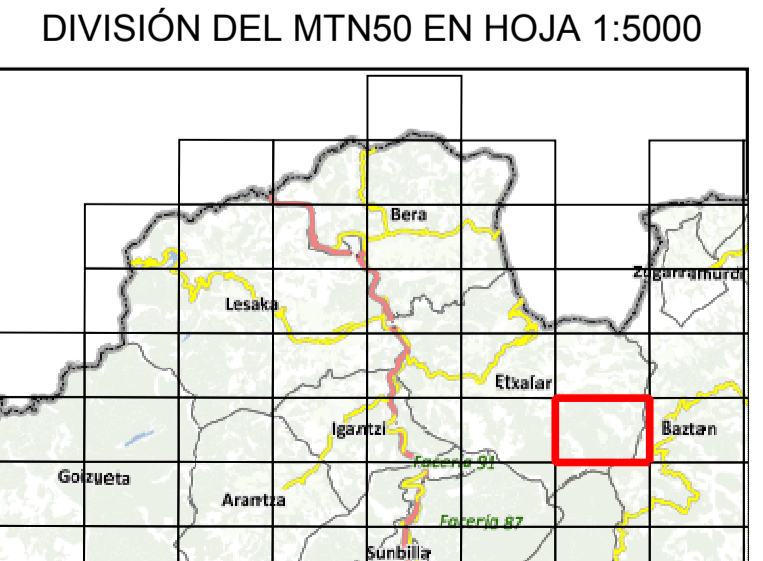 DIVISIÓN DEL MTN50 EN HOJA 1:5000
Bera
Zugarramurdi
Lesaka
Etxalar
Igantzi
Baztan
Facería 91
Goizueta
Arantza
Facería 87
Sunbilla